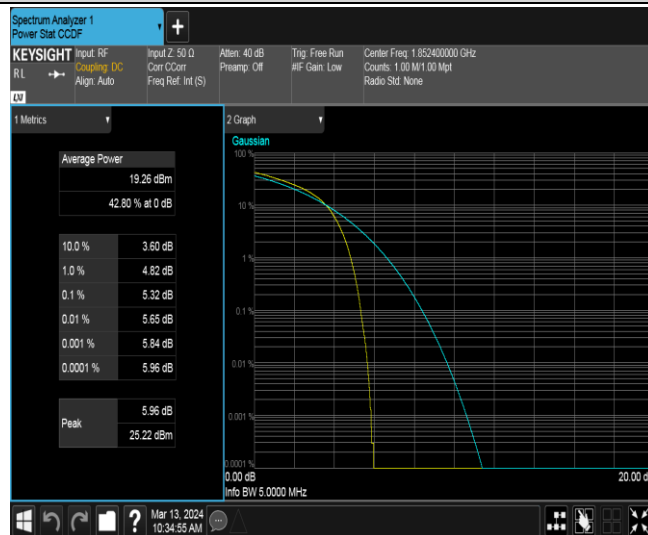 Spectrum Analyzer 1
Power Stat CCDF
+
KEYSIGHT
RL
LXI
Input: RF
Coupling: DC
Align: Auto
Input Z: 50 Ω
Corr CCorr
Freq Ref: Int (S)
Atten: 40 dB
Preamp: Off
Trig: Free Run
#IF Gain: Low
Center Freq: 1.852400000 GHz
Counts: 1.00 M/1.00 Mpt
Radio Std: None
1 Metrics
Average Power
19.26 dBm
42.80 % at 0 dB
10.0 % 3.60 dB
1.0 % 4.82 dB
0.1 % 5.32 dB
0.01 % 5.65 dB
0.001 % 5.84 dB
0.0001 % 5.96 dB
Peak
5.96 dB
25.22 dBm
2 Graph
Gaussian
100 %
10 %
1 %
0.1 %
0.01 %
0.001 %
0.0001 %
0.00 dB
20.00 d
Info BW 5.0000 MHz
?
Mar 13, 2024
10:34:55 AM